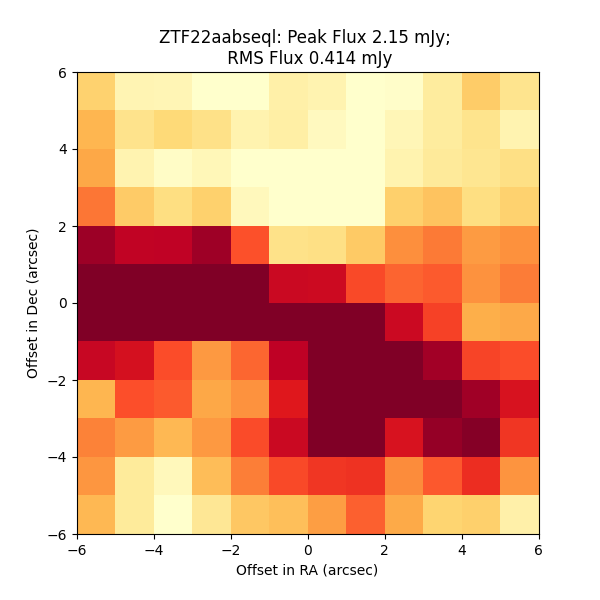 ZTF22aabseql: Peak Flux 2.15 mJy;
RMS Flux 0.414 mJy
6
4
2
0
−2
−4
−6
Offset in Dec (arcsec)
−6 −4 −2 0 2 4 6
Offset in RA (arcsec)